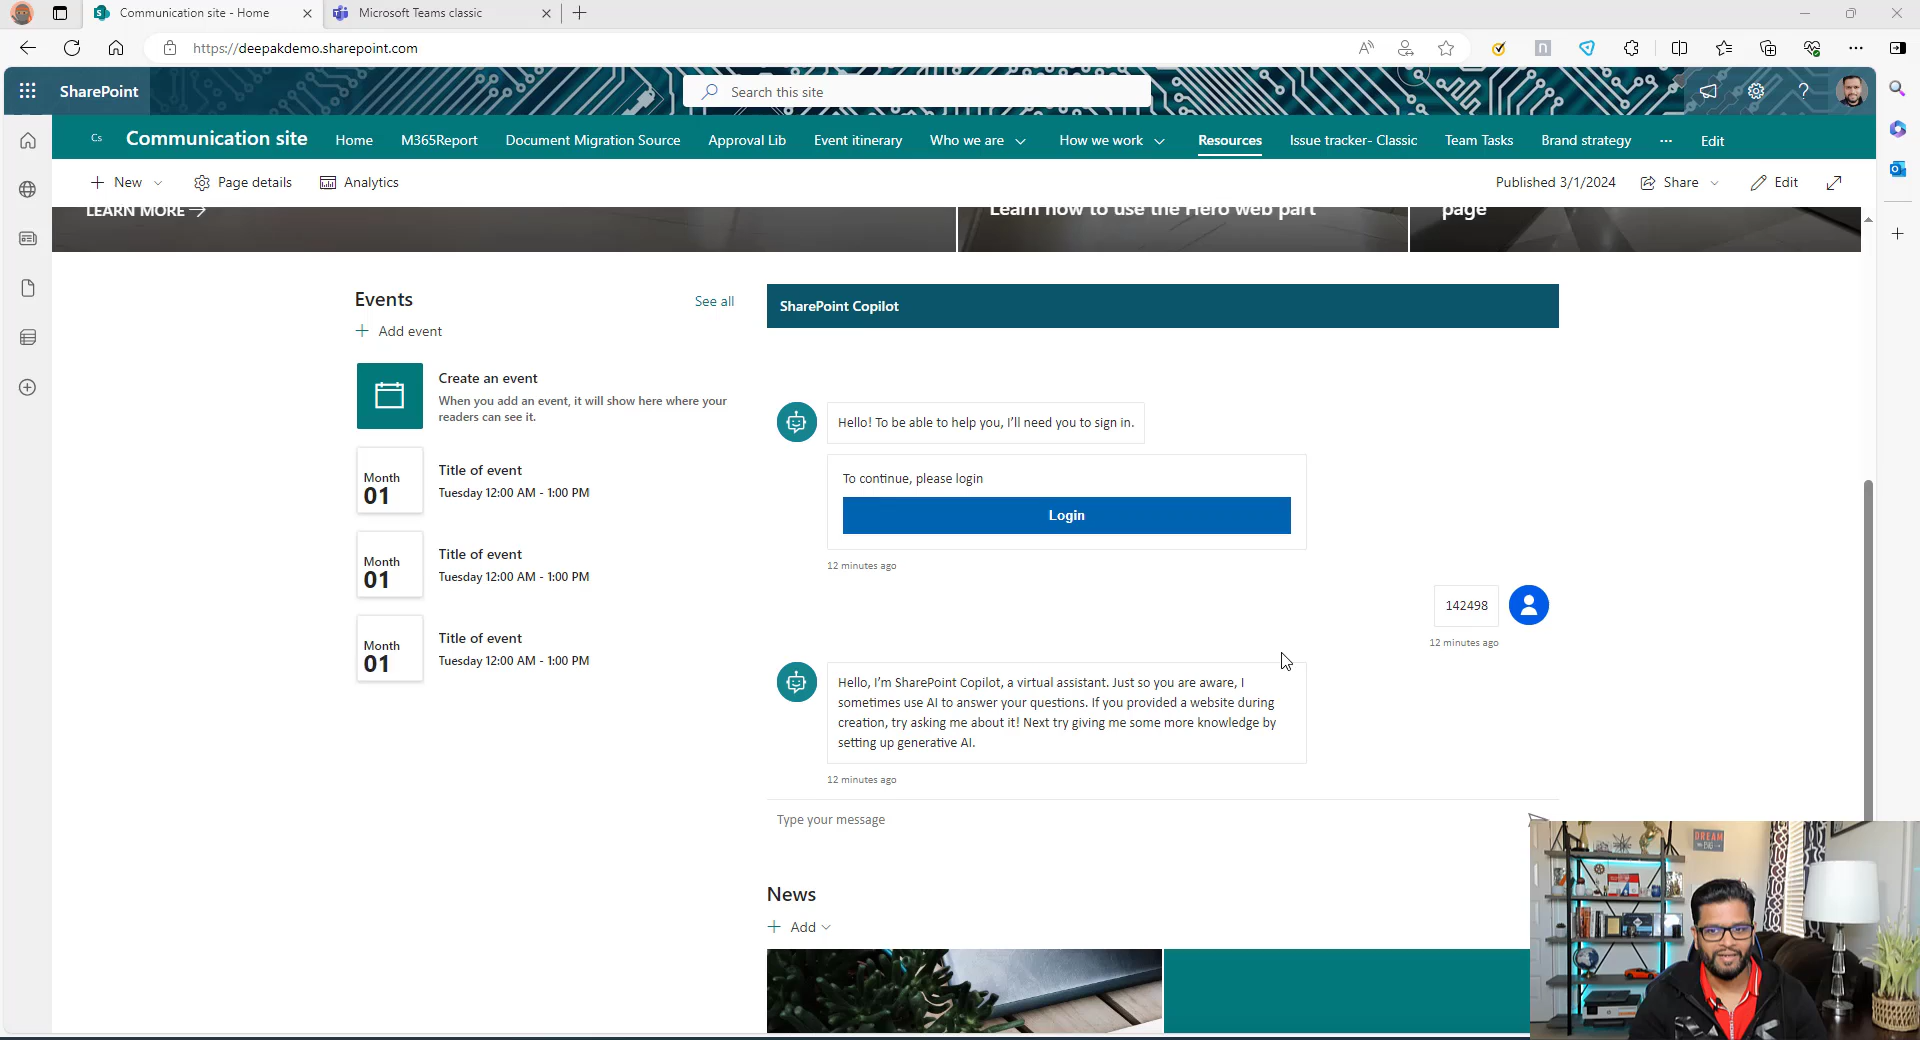 Communication site - Home
Microsoft Teams classic
https://deepakdemo.sharepoint.com
SharePoint
Search this site
Cs
Communication site
Home
M365Report
Document Migration Source
Approval Lib
Event itinerary
Who we are
How we work
Resources
Issue tracker- Classic
Team Tasks
Brand strategy
Edit
New
Page details
Analytics
Published 3/1/2024
Share
Edit
LEARN MORE
Learn how to use the Hero web part
page
Events
See all
Add event
Create an event
When you add an event, it will show here where your
readers can see it.
Month
01
Title of event
Tuesday 12:00 AM - 1:00 PM
Month
01
Title of event
Tuesday 12:00 AM - 1:00 PM
Month
01
Title of event
Tuesday 12:00 AM - 1:00 PM
SharePoint Copilot
Hello! To be able to help you, I'll need you to sign in.
To continue, please login
Login
12 minutes ago
142498
12 minutes ago
Hello, I'm SharePoint Copilot, a virtual assistant. Just so you are aware, I
sometimes use AI to answer your questions. If you provided a website during
creation, try asking me about it! Next try giving me some more knowledge by
setting up generative AI.
12 minutes ago
Type your message
News
Add
DREAM
BIG